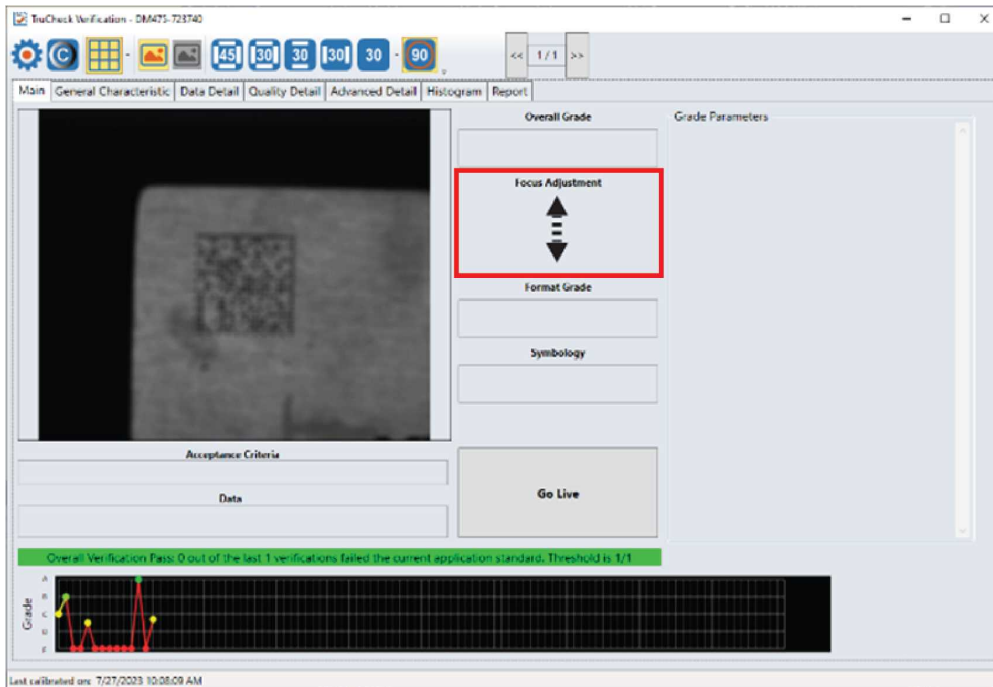 TruCheck Verification - DM475-723740
C 45 30 30 30 30 90 << 1 / 1 >>
Main General Characteristic Data Detail Quality Detail Advanced Detail Histogram Report
Overall Grade
Grade Parameters
Focus Adjustment
Format Grade
Symbology
Acceptance Criteria
Data
Go Live
Overall Verification Pass: 0 out of the last 1 verifications failed the current application standard. Threshold is 1/1
Grade
A
B
C
D
F
Last calibrated on: 7/27/2023 10:08:09 AM